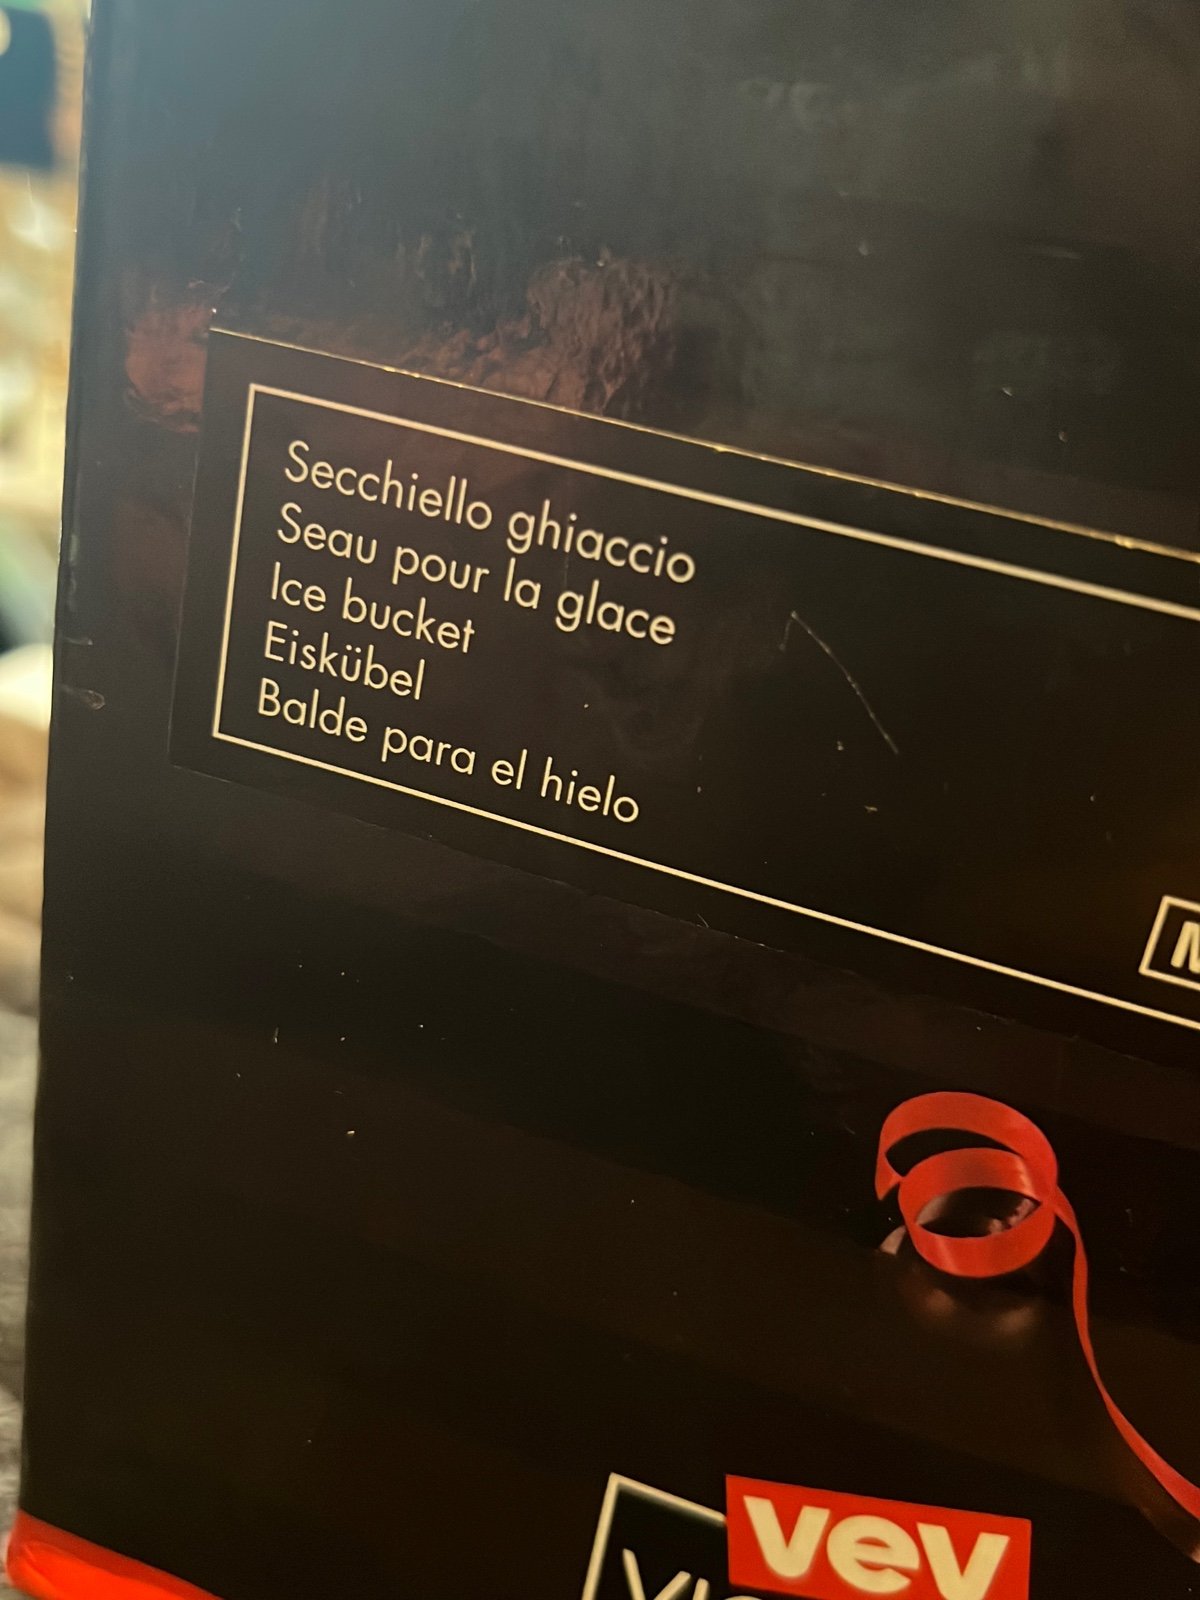 Secchiello ghiaccio
Seau pour la glace
Ice bucket
Eiskübel
Balde para el hielo
vev